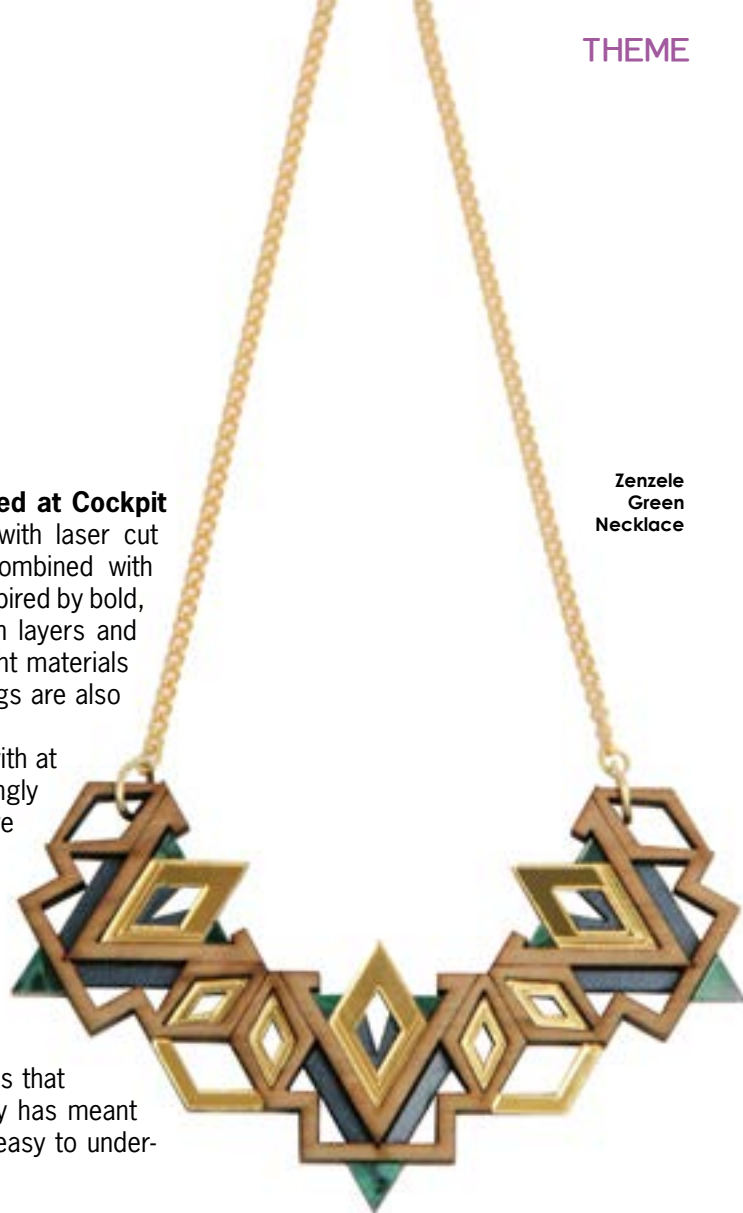 THEME
Zenzele
Green
Necklace
ed at Cockpit
with laser cut
ombined with
pired by bold,
n layers and
nt materials
gs are also
ith at
ngly
re
s that
y has meant
easy to under-